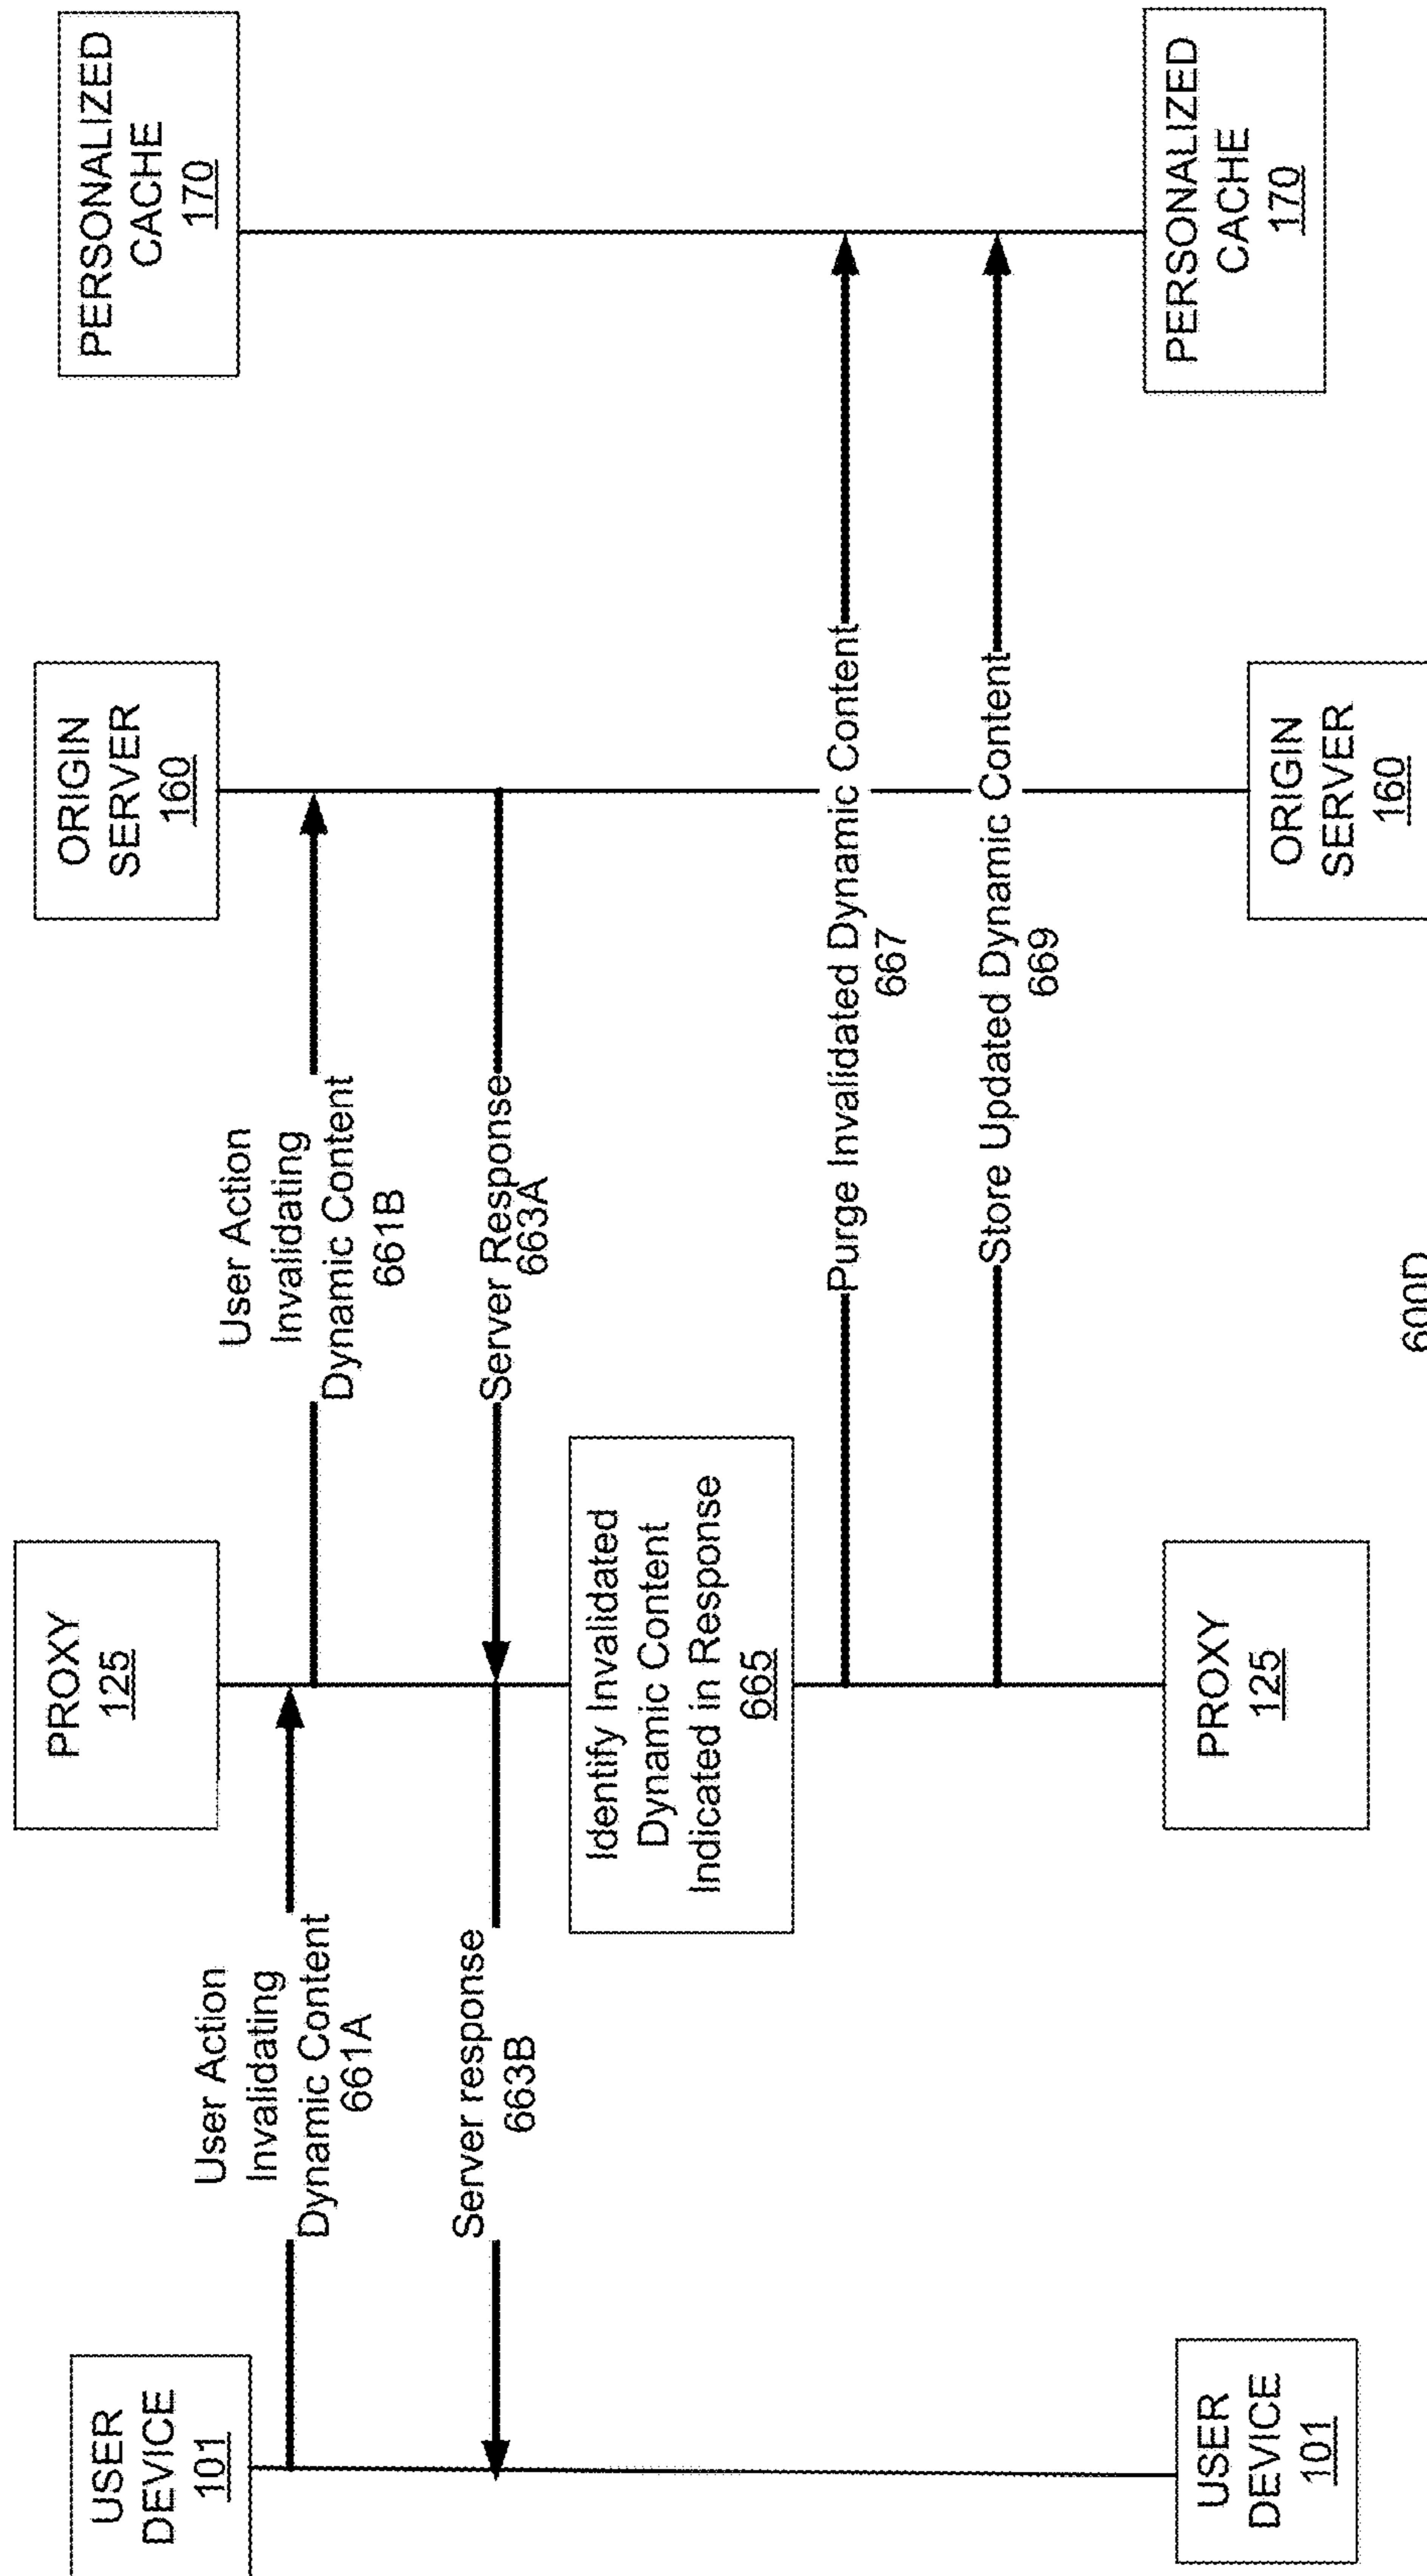 USER
DEVICE
101
PROXY
125
ORIGIN
SERVER
160
PERSONALIZED
CACHE
170
User Action
Invalidating
Dynamic Content
661A
User Action
Invalidating
Dynamic Content
661B
Server response
663B
Server Response
663A
Identify Invalidated
Dynamic Content
Indicated in Response
665
Purge Invalidated Dynamic Content
667
Store Updated Dynamic Content
669
USER
DEVICE
101
PROXY
125
ORIGIN
SERVER
160
PERSONALIZED
CACHE
170
600D